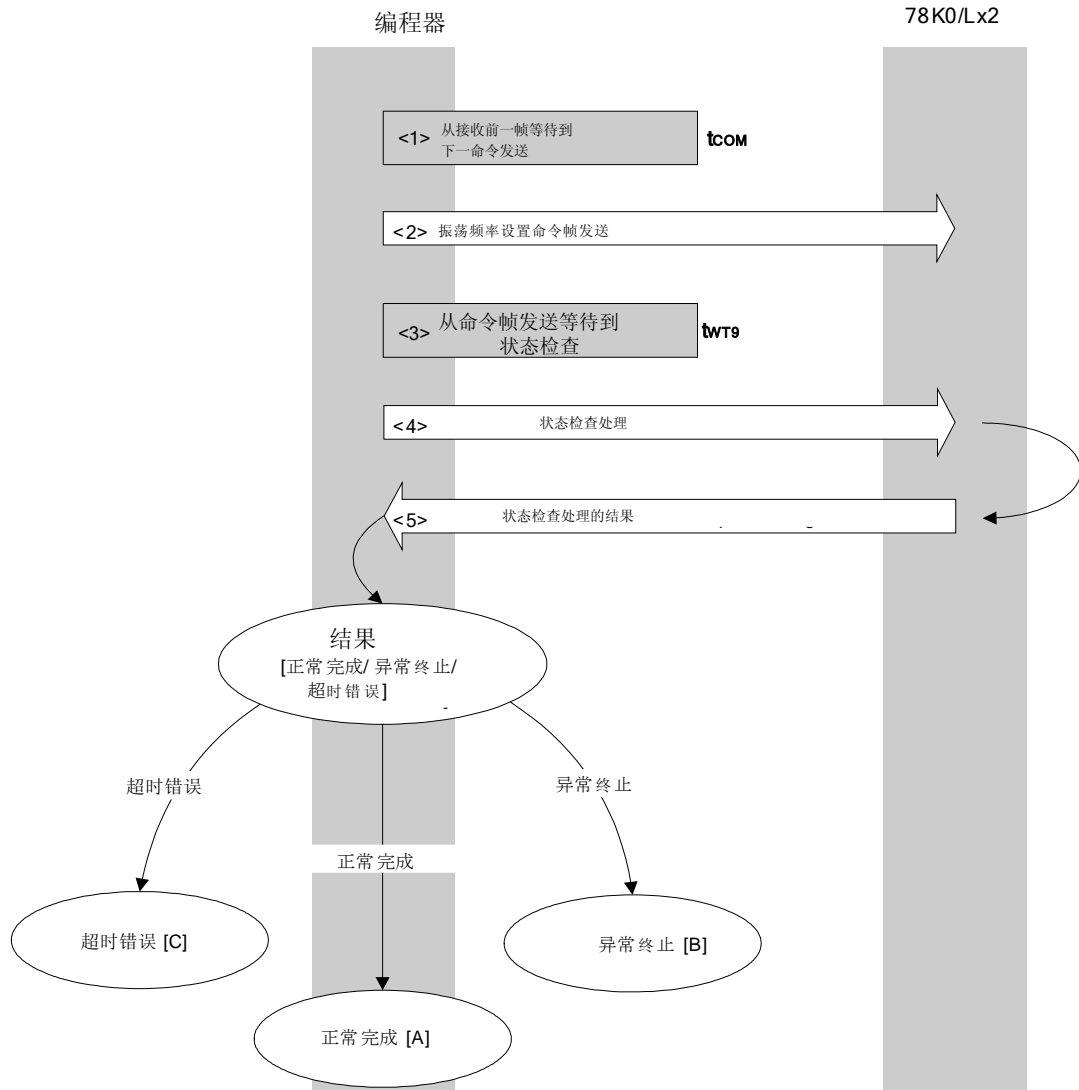 编程器
78K0/Lx2
<1> 从接收前一帧等待到
下一命令发送
tCOM
<2> 振荡频率设置命令帧发送
<3> 从命令帧发送等待到
状态检查
tWT9
<4> 状态检查处理
<5> 状态检查处理的结果
结果
[正常完成/异常终止/
超时错误]
超时错误
异常终止
正常完成
超时错误 [C]
异常终止 [B]
正常完成 [A]